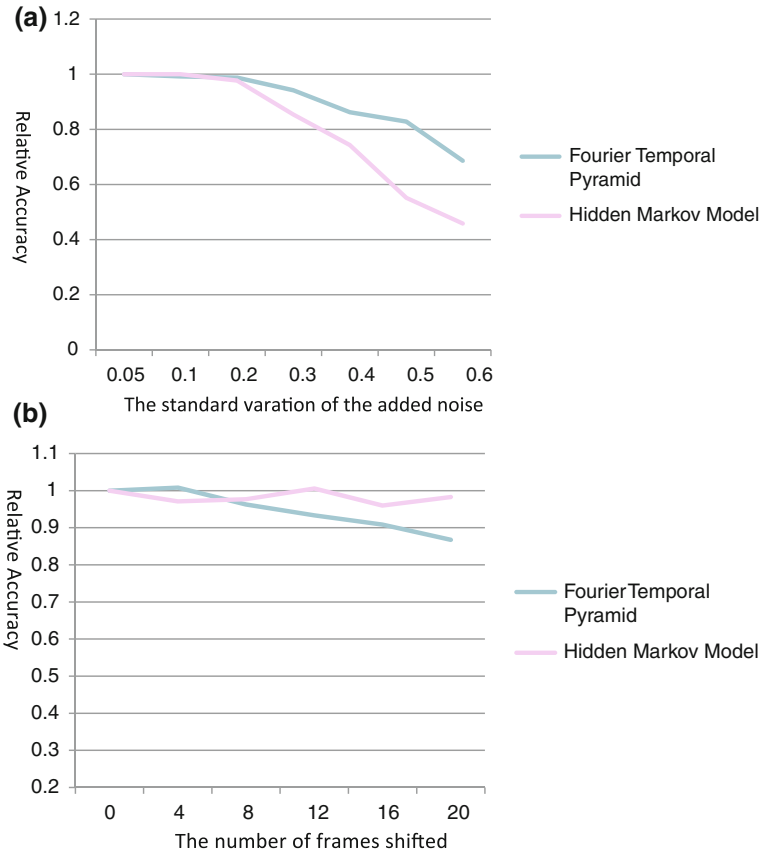 (a)
1.2
1
0.8
0.6
0.4
0.2
0
Relative Accuracy
0.05 0.1 0.2 0.3 0.4 0.5 0.6
The standard varation of the added noise
Fourier Temporal
Pyramid
Hidden Markov Model
(b)
1.1
1
0.9
0.8
0.7
0.6
0.5
0.4
0.3
0.2
Relative Accuracy
0 4 8 12 16 20
The number of frames shifted
Fourier Temporal
Pyramid
Hidden Markov Model